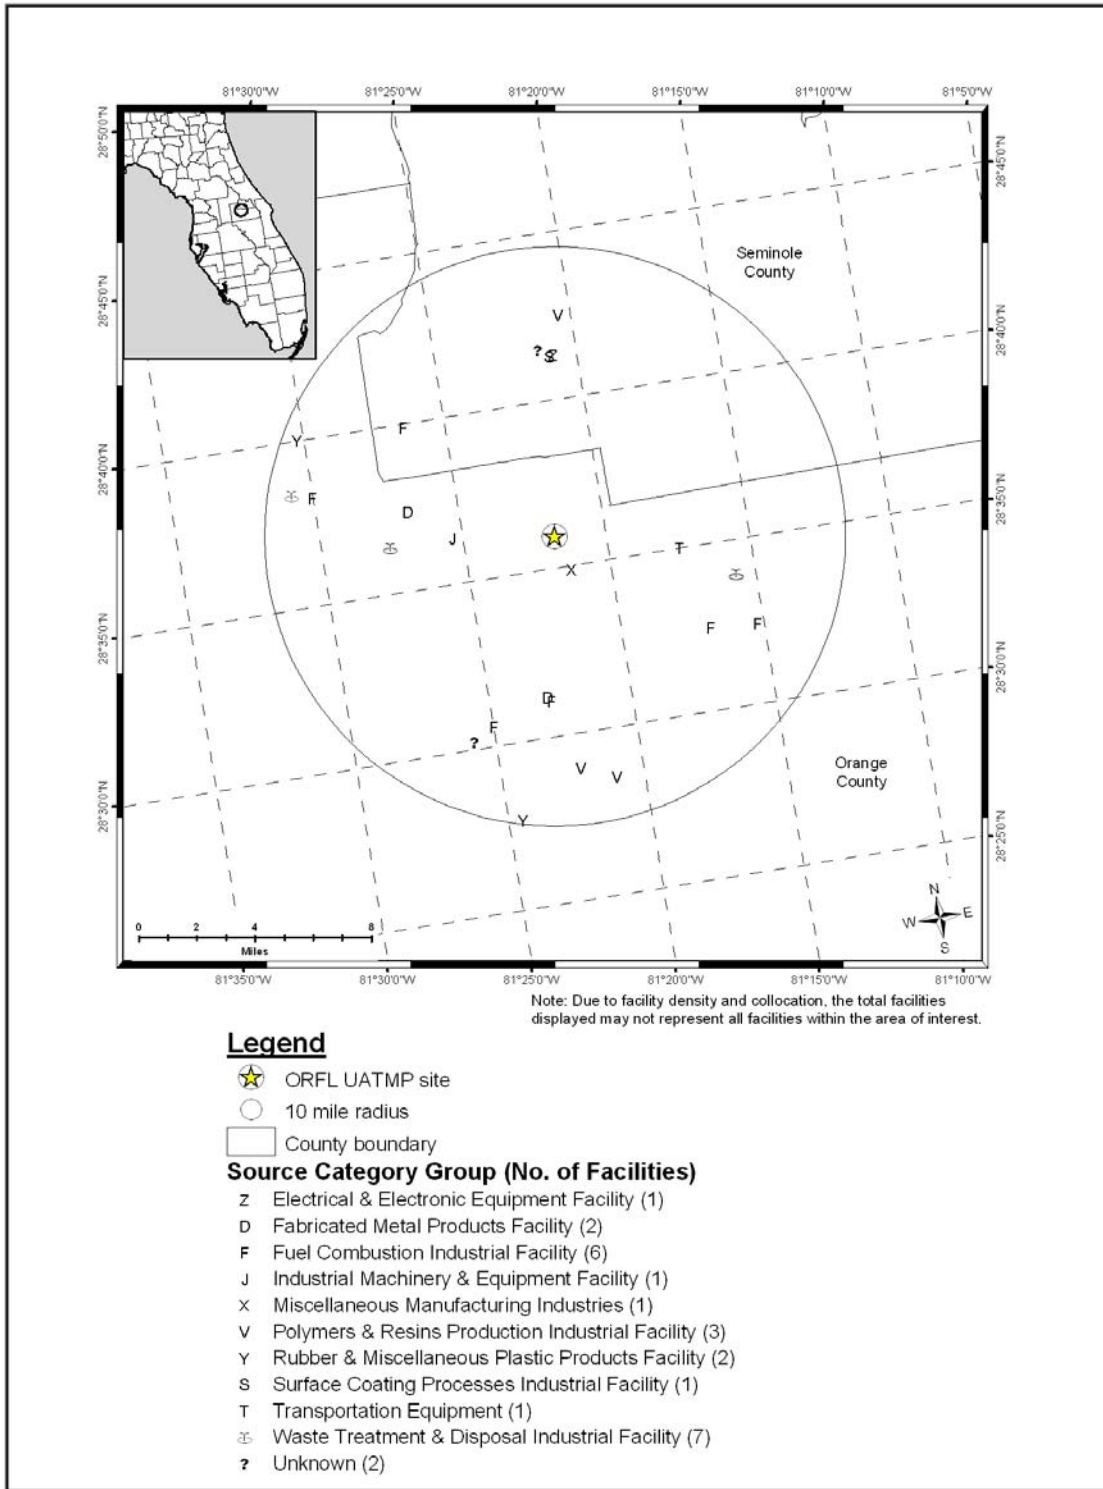 81°30'0"W 81°25'0"W 81°20'0"W 81°15'0"W 81°10'0"W 81°5'0"W
28°50'0"N
28°45'0"N
28°40'0"N
28°35'0"N
28°30'0"N
28°45'0"N
28°40'0"N
28°35'0"N
28°30'0"N
28°25'0"N
Seminole
County
V
? S Z
F
Y
F
D
J
X
T
F F
D F
F
?
V V
Y
Orange
County
N
W E
S
0 2 4 8
Miles
81°35'0"W 81°30'0"W 81°25'0"W 81°20'0"W 81°15'0"W 81°10'0"W
Note: Due to facility density and collocation, the total facilities
displayed may not represent all facilities within the area of interest.
Legend
ORFL UATMP site
10 mile radius
County boundary
Source Category Group (No. of Facilities)
Z Electrical & Electronic Equipment Facility (1)
D Fabricated Metal Products Facility (2)
F Fuel Combustion Industrial Facility (6)
J Industrial Machinery & Equipment Facility (1)
X Miscellaneous Manufacturing Industries (1)
V Polymers & Resins Production Industrial Facility (3)
Y Rubber & Miscellaneous Plastic Products Facility (2)
S Surface Coating Processes Industrial Facility (1)
T Transportation Equipment (1)
Waste Treatment & Disposal Industrial Facility (7)
? Unknown (2)